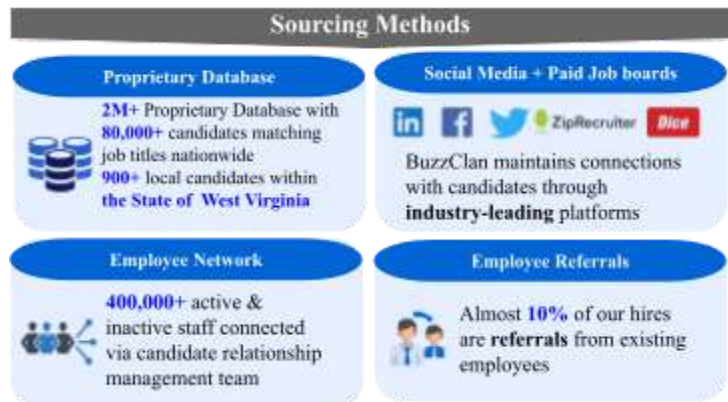 Sourcing Methods
Proprietary Database
2M+ Proprietary Database with
80,000+ candidates matching
job titles nationwide
900+ local candidates within
the State of West Virginia
Social Media + Paid Job boards
in f ZipRecruiter Dice
BuzzClan maintains connections
with candidates through
industry-leading platforms
Employee Network
400,000+ active &
inactive staff connected
via candidate relationship
management team
Employee Referrals
Almost 10% of our hires
are referrals from existing
employees